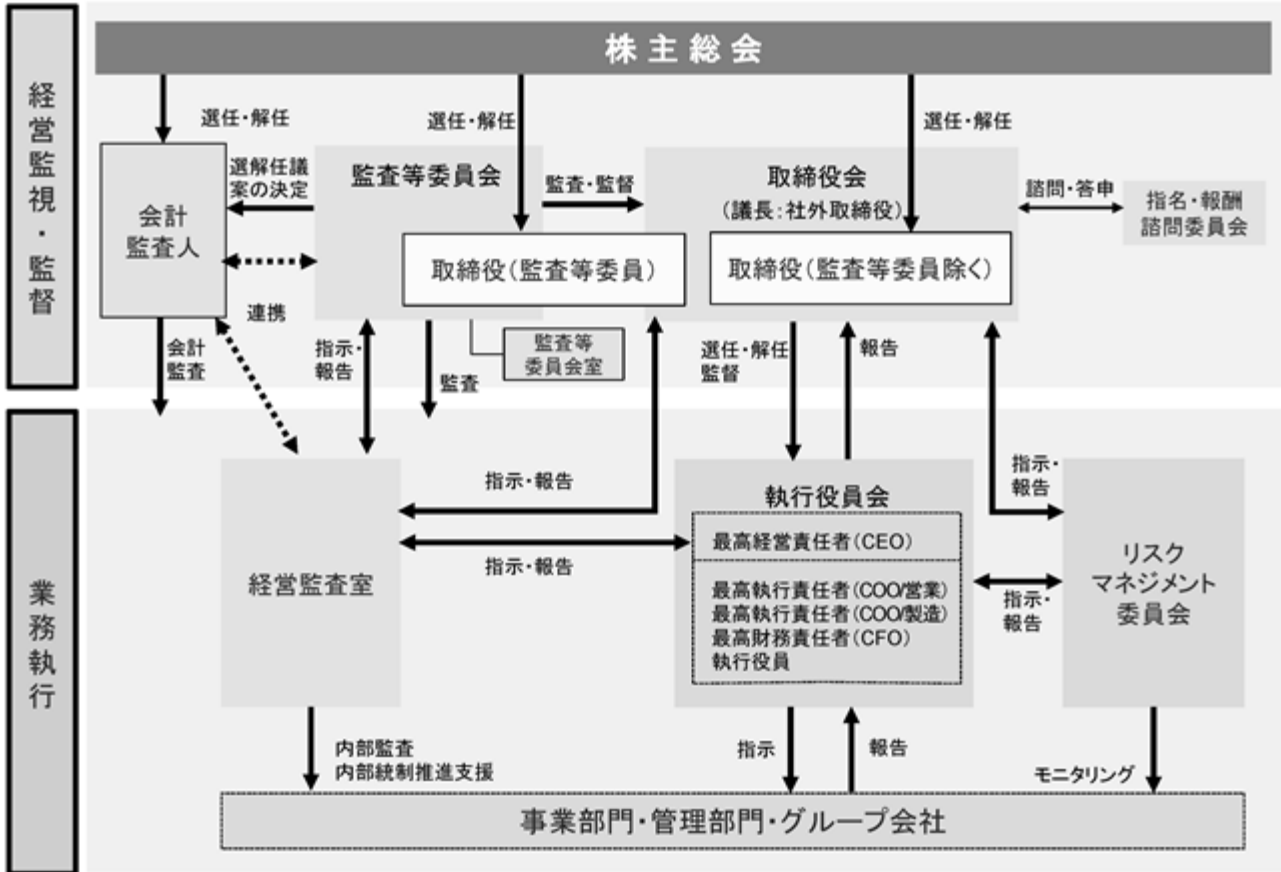 株主総会
経営監視・監督
選任・解任
選任・解任
選任・解任
会計
監査人
選解任議
案の決定
監査等委員会
監査・監督
取締役会
(議長:社外取締役)
諮問・答申
指名・報酬
諮問委員会
取締役(監査等委員)
取締役(監査等委員除く)
連携
会計
監査
指示・
報告
監査
監査等
委員会室
選任・解任
監督
報告
業務執行
指示・報告
指示・報告
経営監査室
執行役員会
最高経営責任者(CEO)
最高執行責任者(COO/営業)
最高執行責任者(COO/製造)
最高財務責任者(CFO)
執行役員
指示・
報告
指示・
報告
リスク
マネジメント
委員会
内部監査
内部統制推進支援
指示
報告
モニタリング
事業部門・管理部門・グループ会社